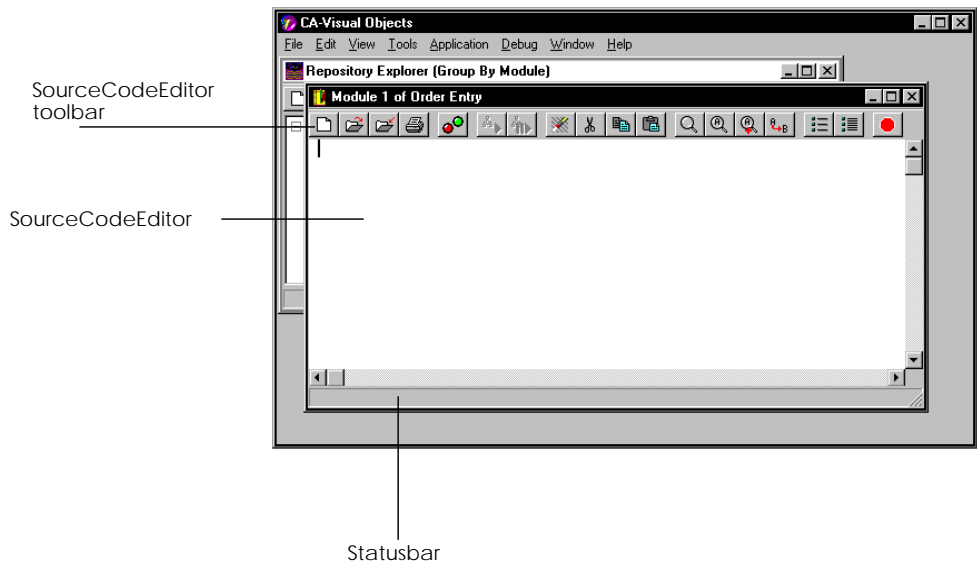 CA-Visual Objects
File Edit View Tools Application Debug Window Help
Repository Explorer (Group By Module)
Module 1 of Order Entry
SourceCodeEditor
toolbar
SourceCodeEditor
Statusbar